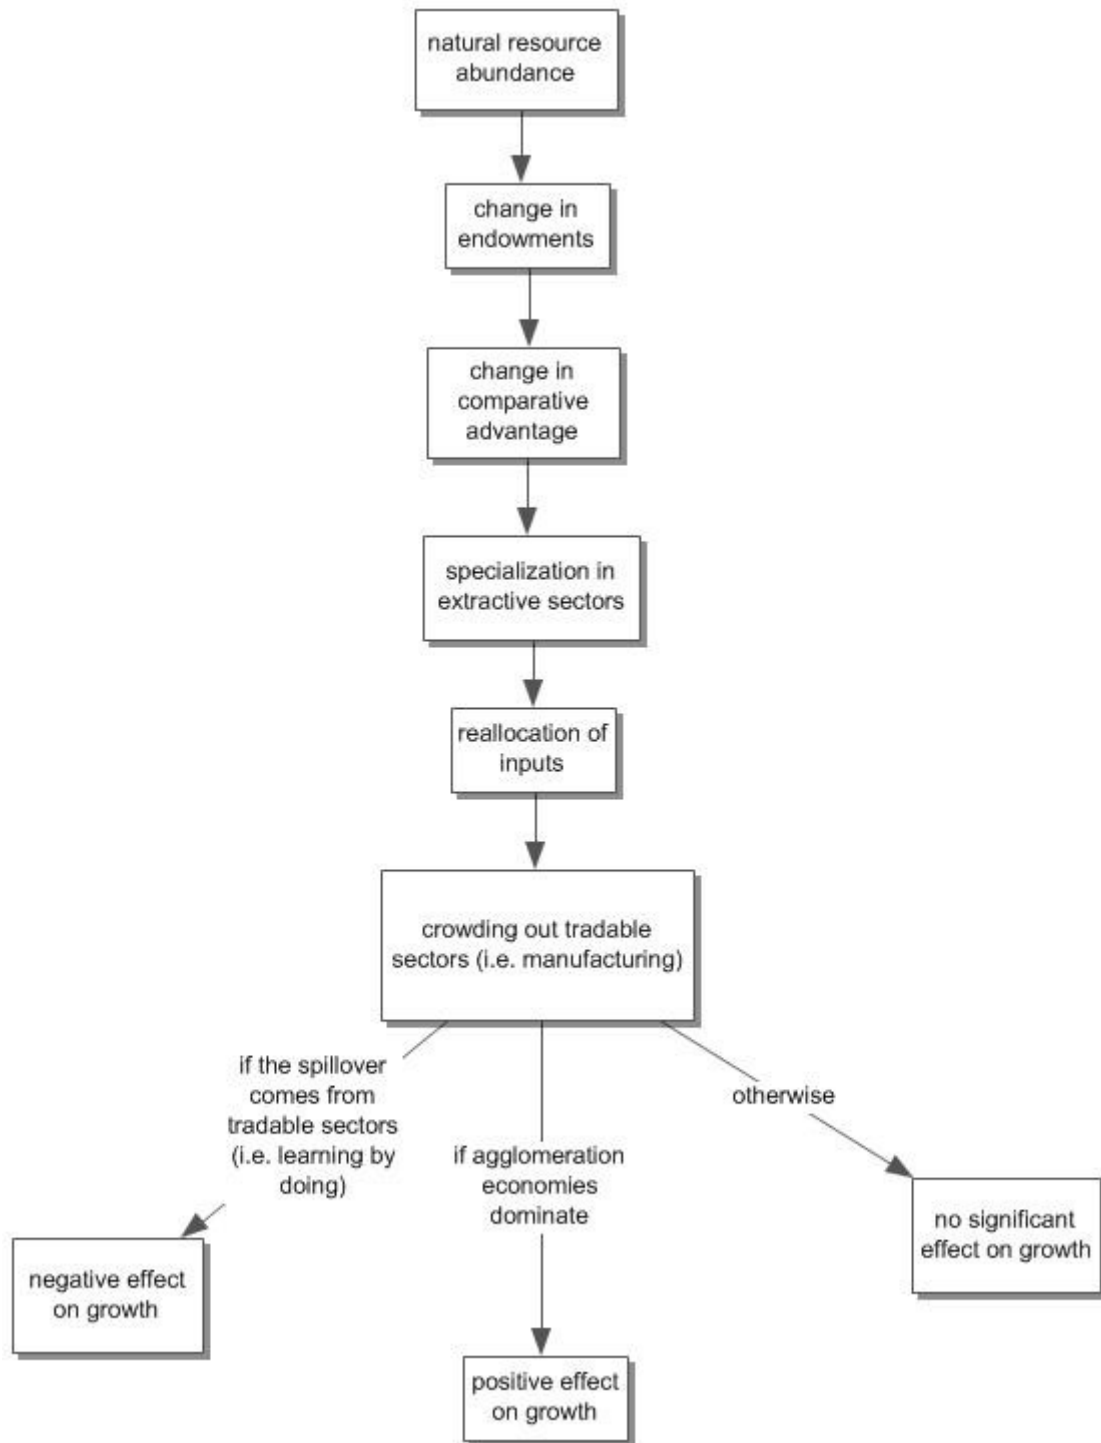 natural resource
abundance
change in
endowments
change in
comparative
advantage
specialization in
extractive sectors
reallocation of
inputs
crowding out tradable
sectors (i.e. manufacturing)
if the spillover
comes from
tradable sectors
(i.e. learning by
doing)
if agglomeration
economies
dominate
otherwise
negative effect
on growth
positive effect
on growth
no significant
effect on growth